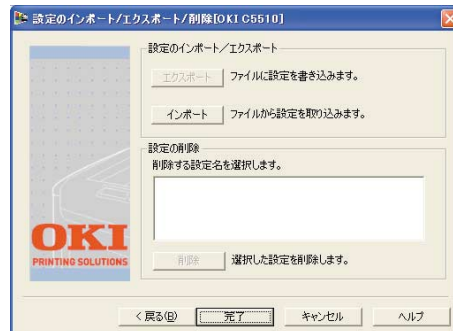 設定のインポート/エクスポート/削除[OKI C5510]
設定のインポート/エクスポート
エクスポート
ファイルに設定を書き込みます。
インポート
ファイルから設定を取り込みます。
設定の削除
削除する設定名を選択します。
OKI
PRINTING SOLUTIONS
削除
選択した設定を削除します。
< 戻る(B)
完了
キャンセル
ヘルプ